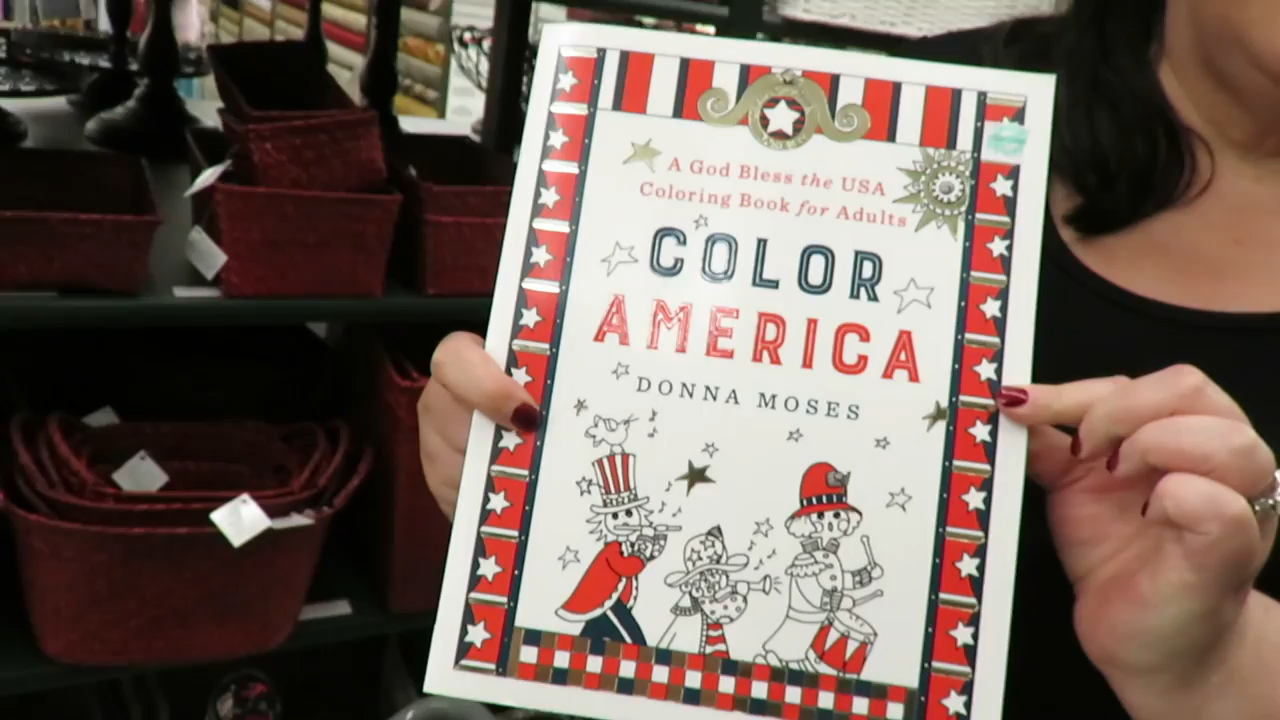 A God Bless the USA
Coloring Book for Adults
COLOR
AMERICA
DONNA MOSES